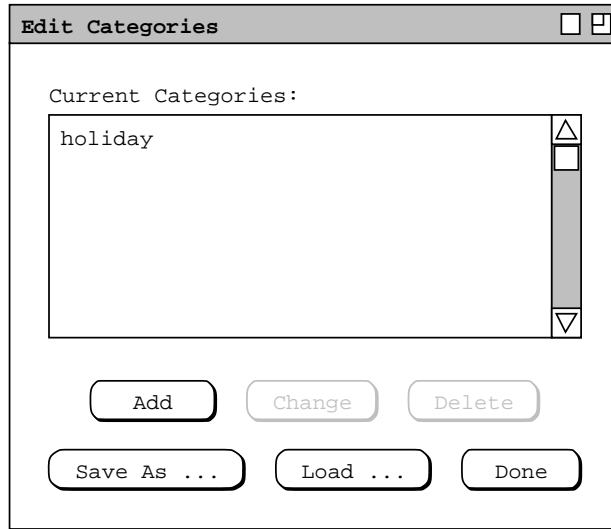 Edit Categories
Current Categories:
holiday
Add Change Delete
Save As ... Load ... Done